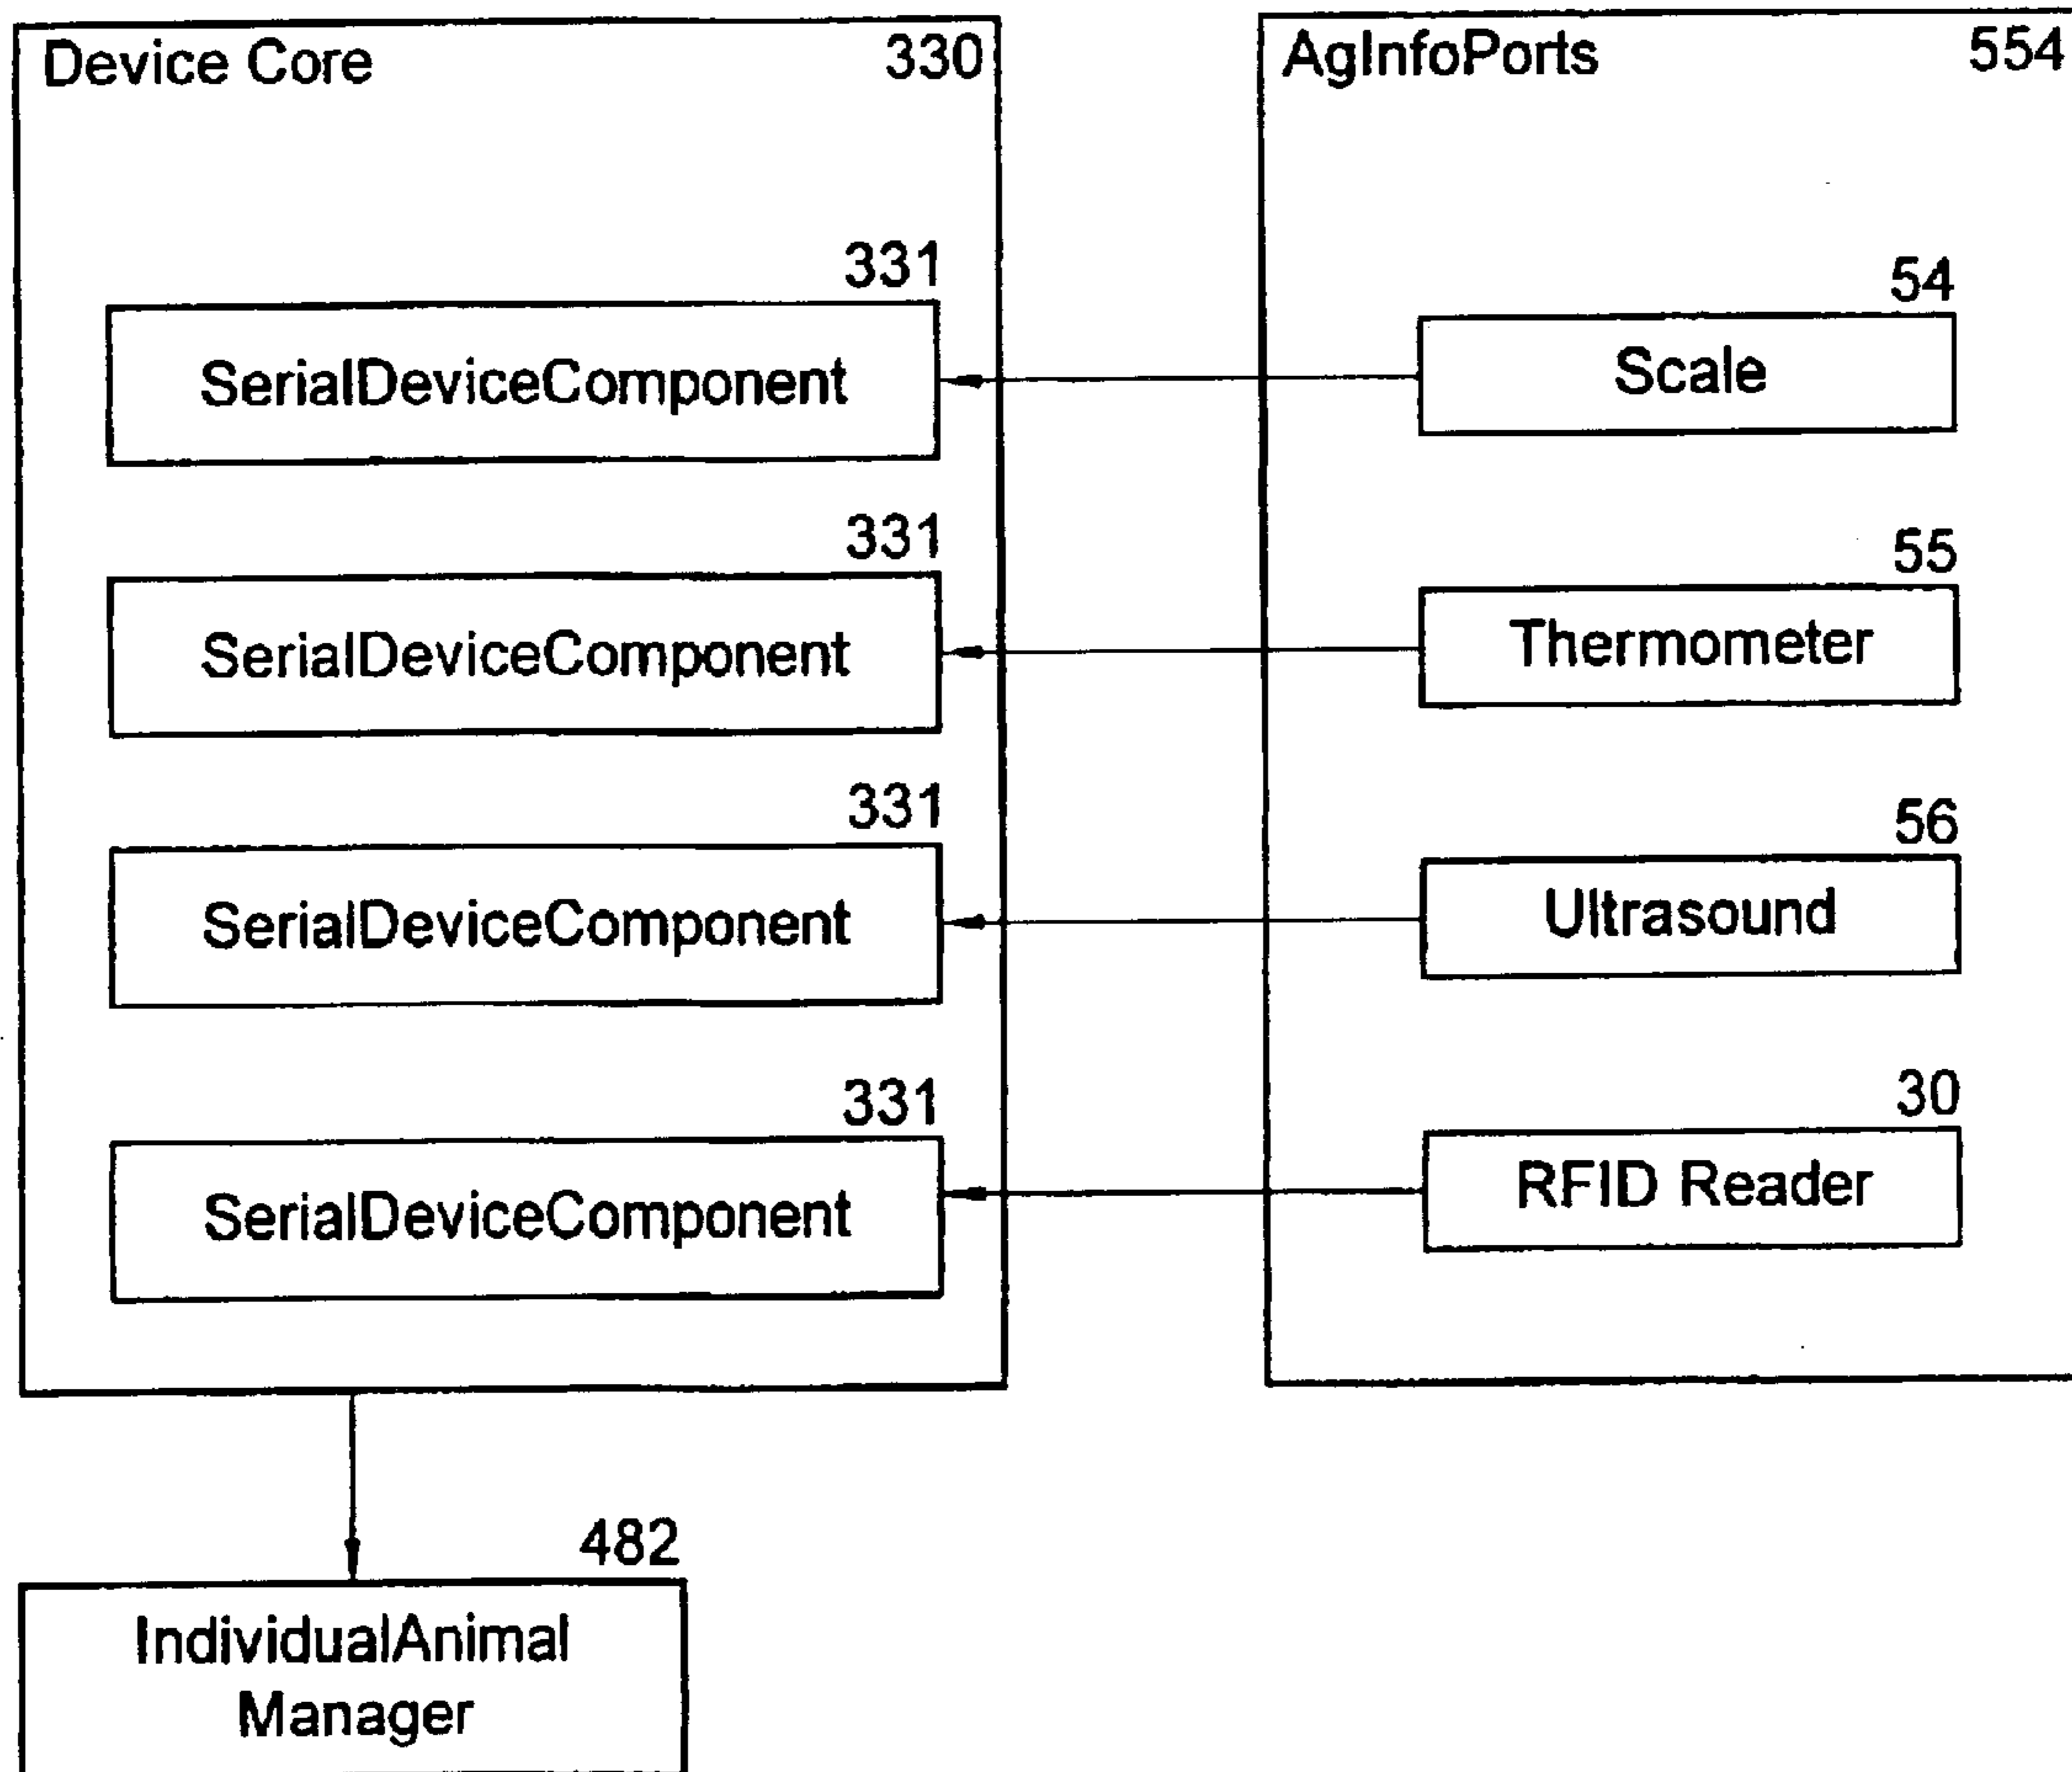 Device Core 330
331
SerialDeviceComponent
331
SerialDeviceComponent
331
SerialDeviceComponent
331
SerialDeviceComponent
AgInfoPorts 554
54
Scale
55
Thermometer
56
Ultrasound
30
RFID Reader
482
IndividualAnimal
Manager